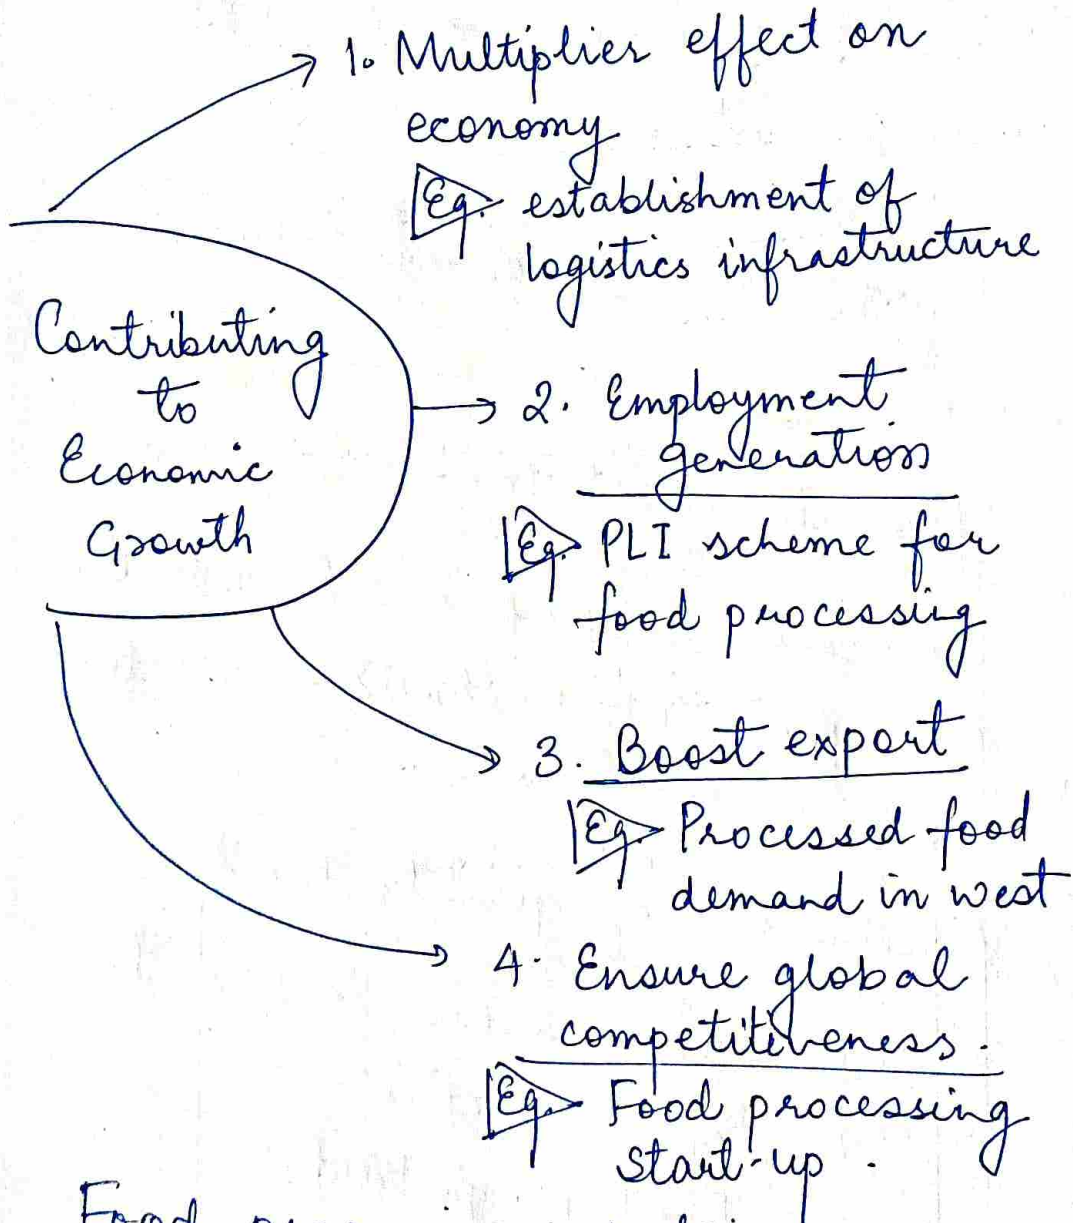 1. Multiplier effect on
economy
Eg. establishment of
logistics infrastructure
Contributing
to
Economic
Growth
2. Employment
generation
Eg. PLI scheme for
food processing
3. Boost export
Eg. Processed food
demand in west
4. Ensure global
competitiveness.
Eg. Food processing
start-up.
Food